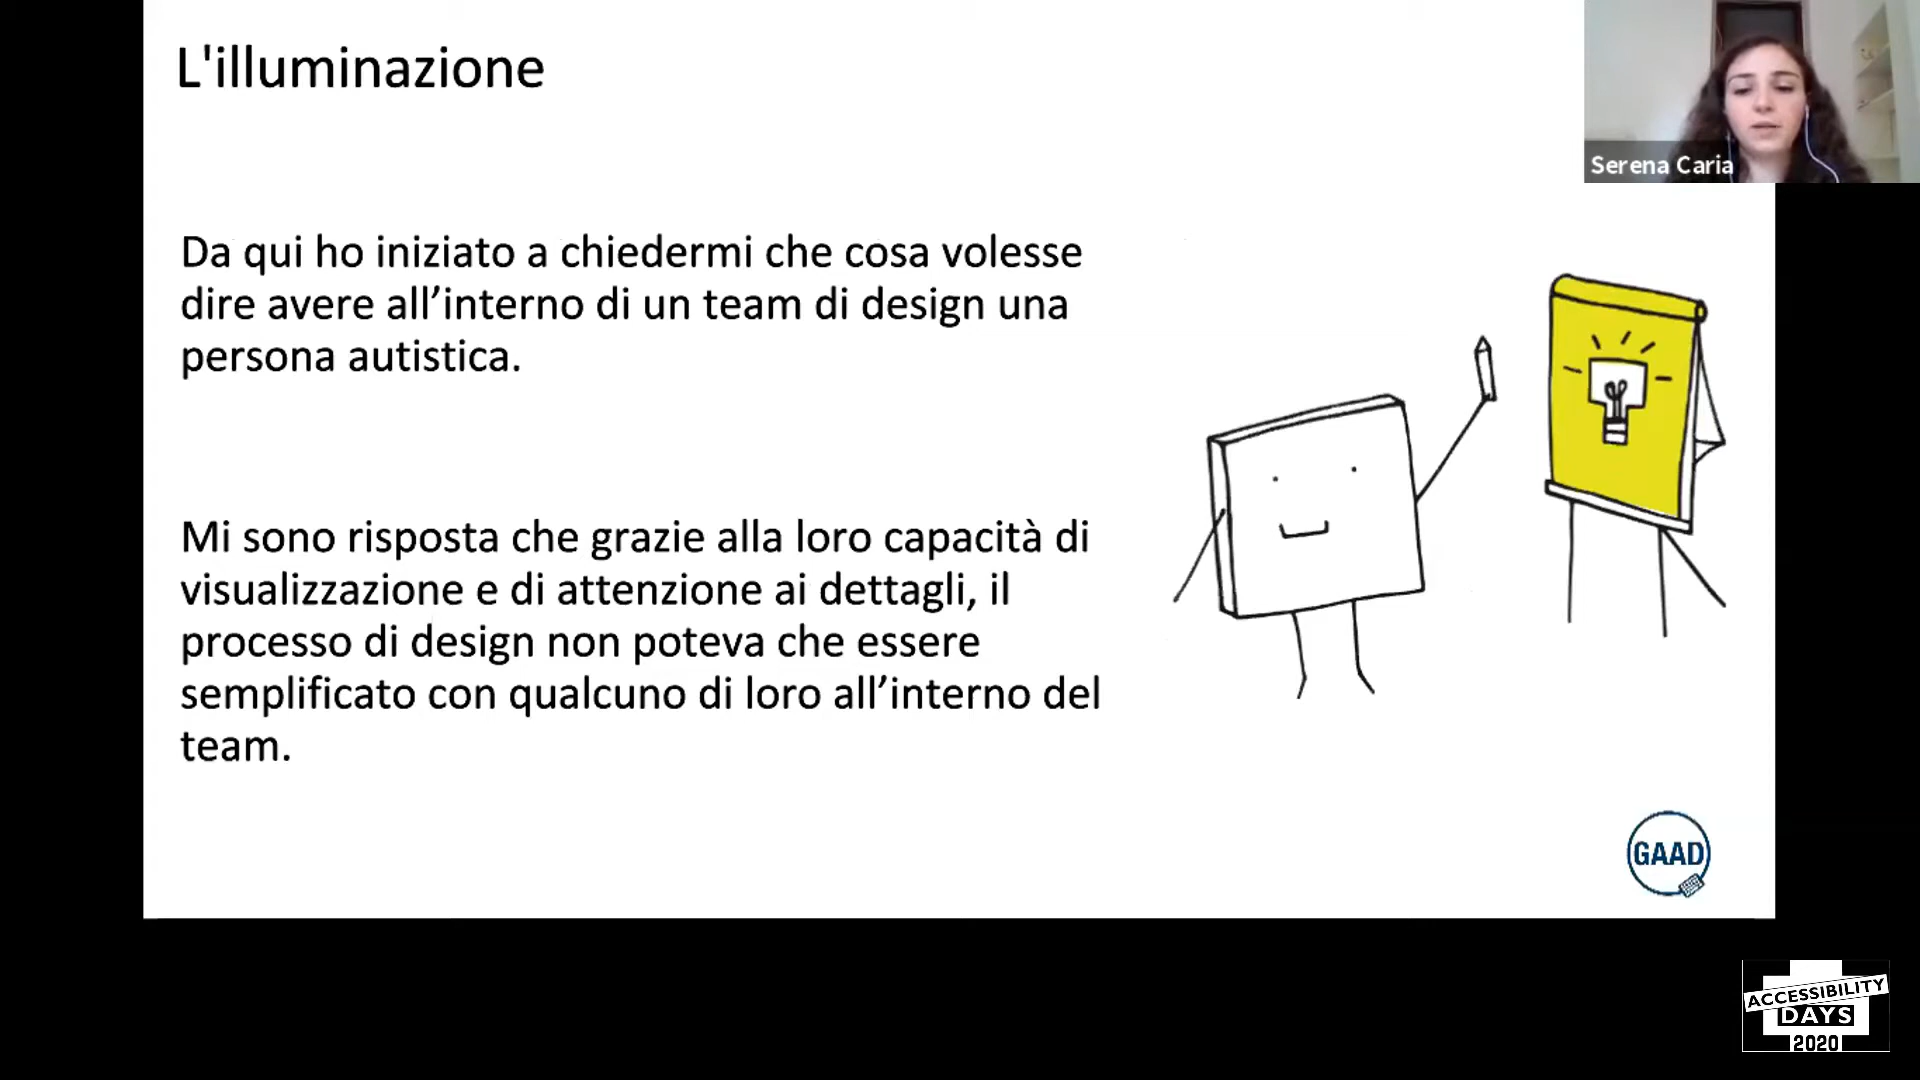 L'illuminazione
Serena Caria
Da qui ho iniziato a chiedermi che cosa volesse
dire avere all’interno di un team di design una
persona autistica.
Mi sono risposta che grazie alla loro capacità di
visualizzazione e di attenzione ai dettagli, il
processo di design non poteva che essere
semplificato con qualcuno di loro all’interno del
team.
GAAD
ACCESSIBILITY
DAYS
2020